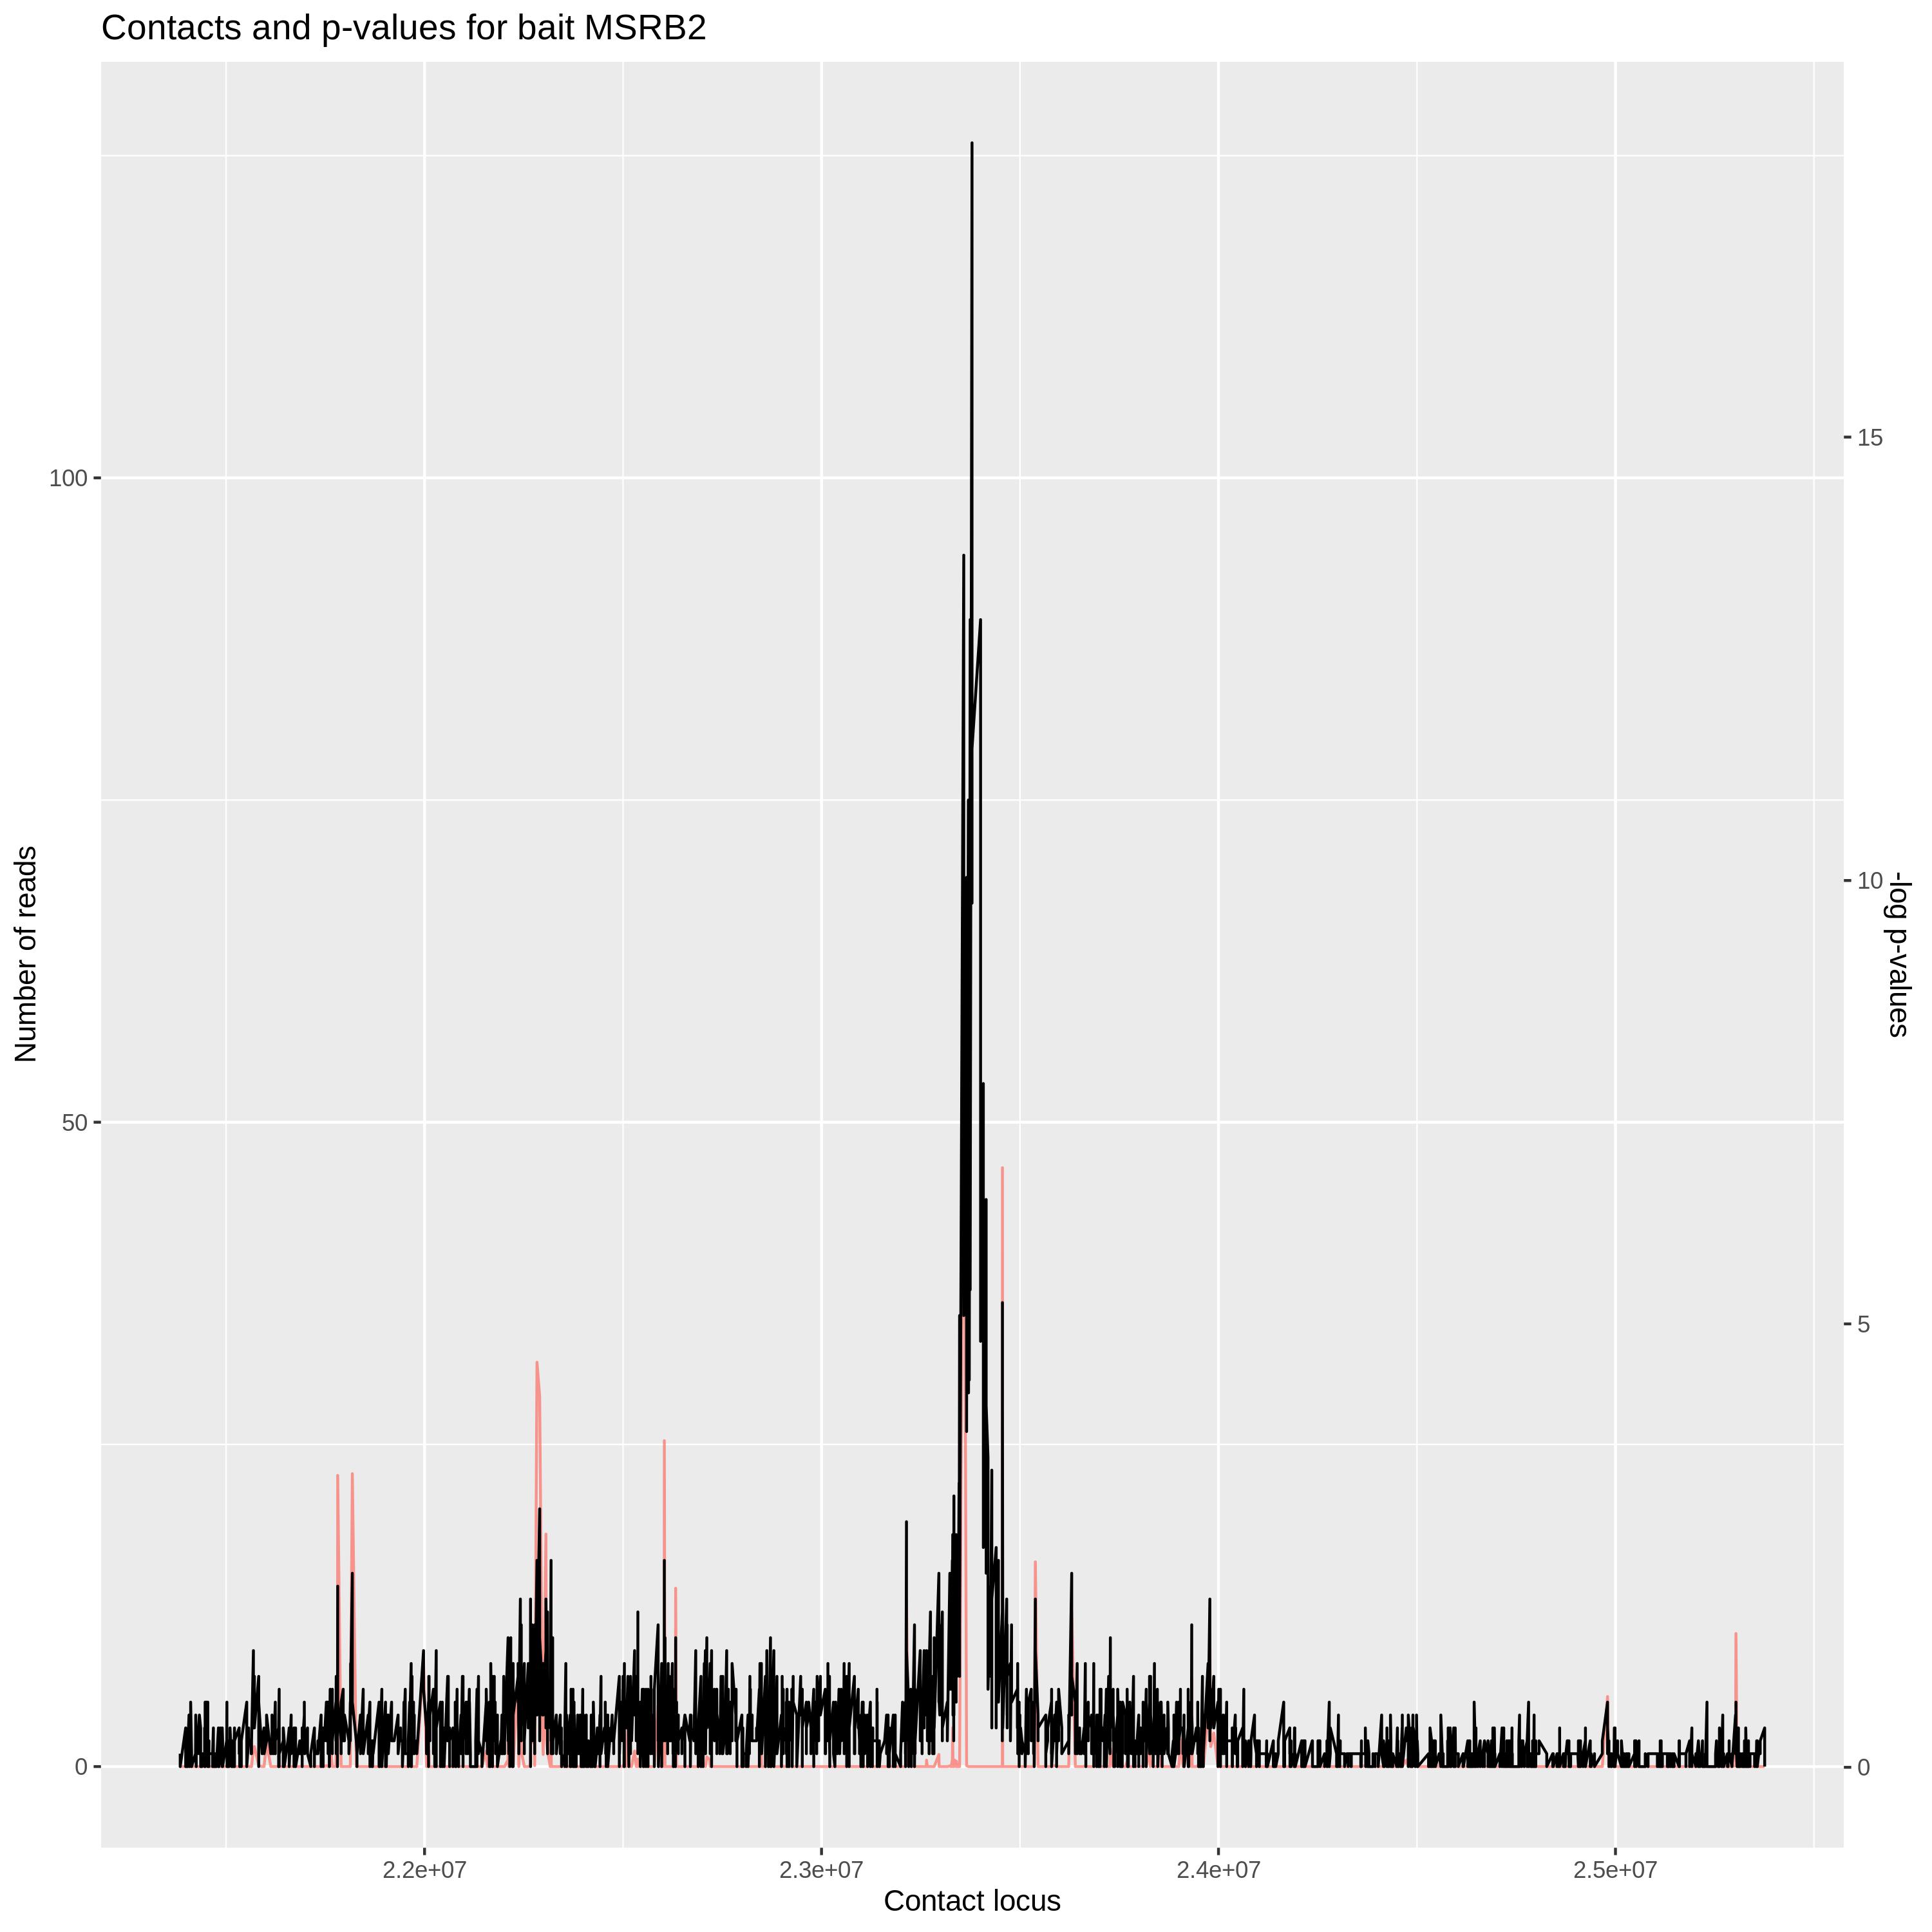 Contacts and p-values for bait MSRB2
Number of reads
100
50
0
15
10
5
0
-log p-values
2.2e+07
2.3e+07
2.4e+07
2.5e+07
Contact locus